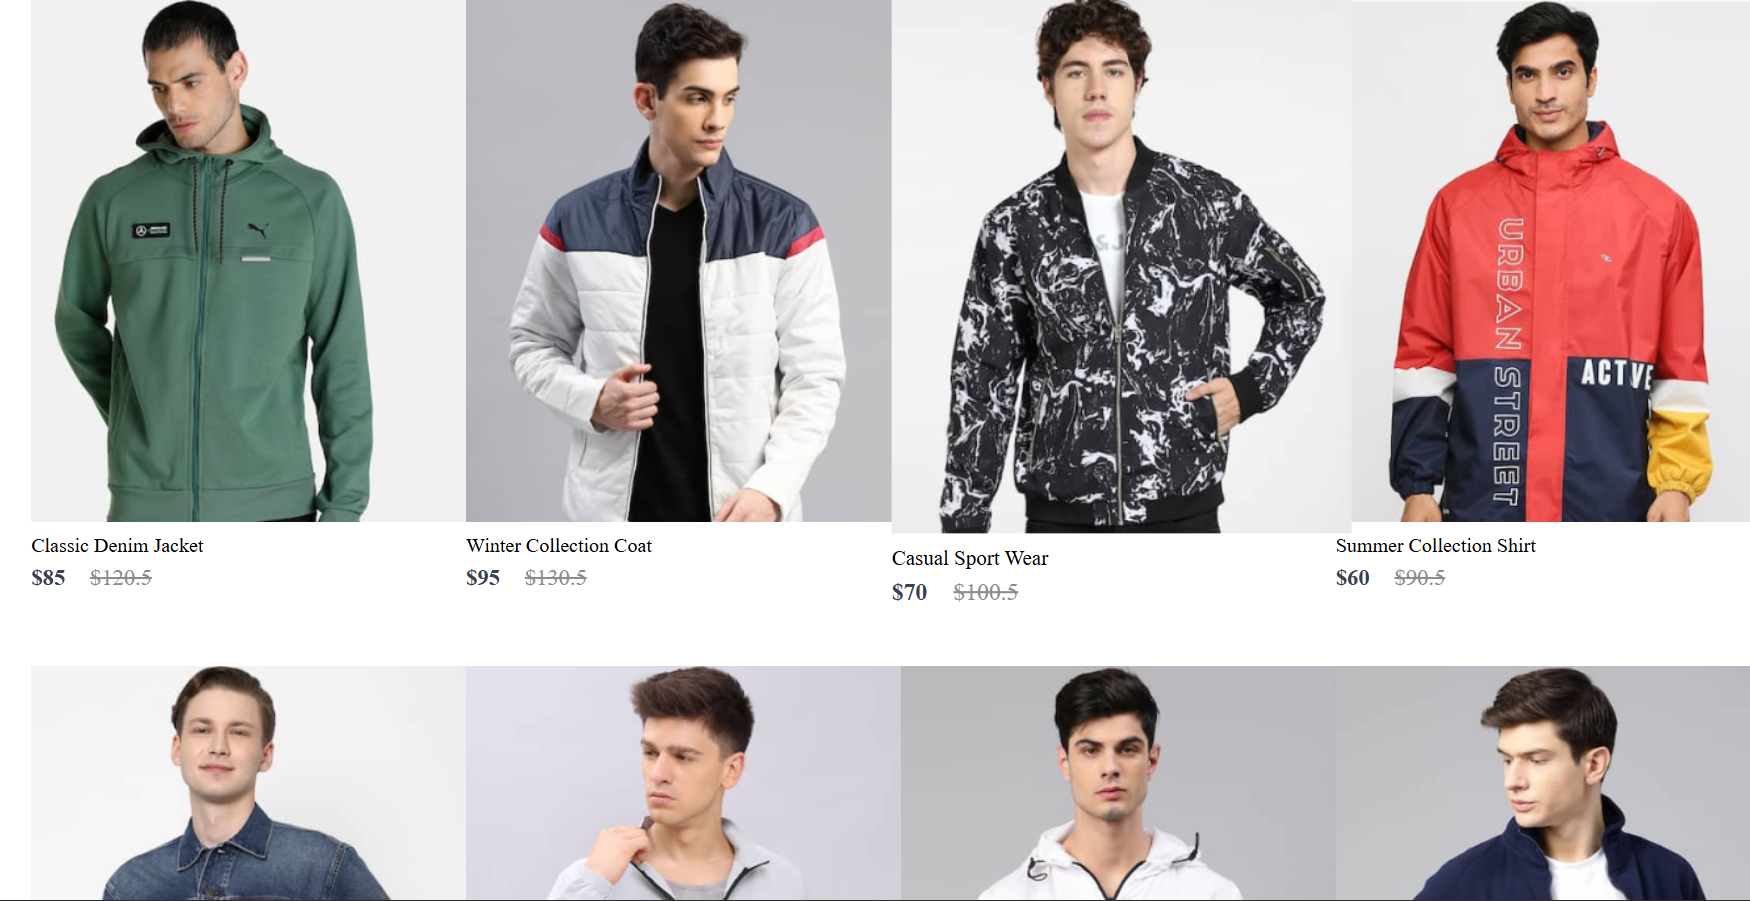 URBAN STREET
ACTIVE
Classic Denim Jacket
$85 $120.5
Winter Collection Coat
$95 $130.5
Casual Sport Wear
$70 $100.5
Summer Collection Shirt
$60 $90.5